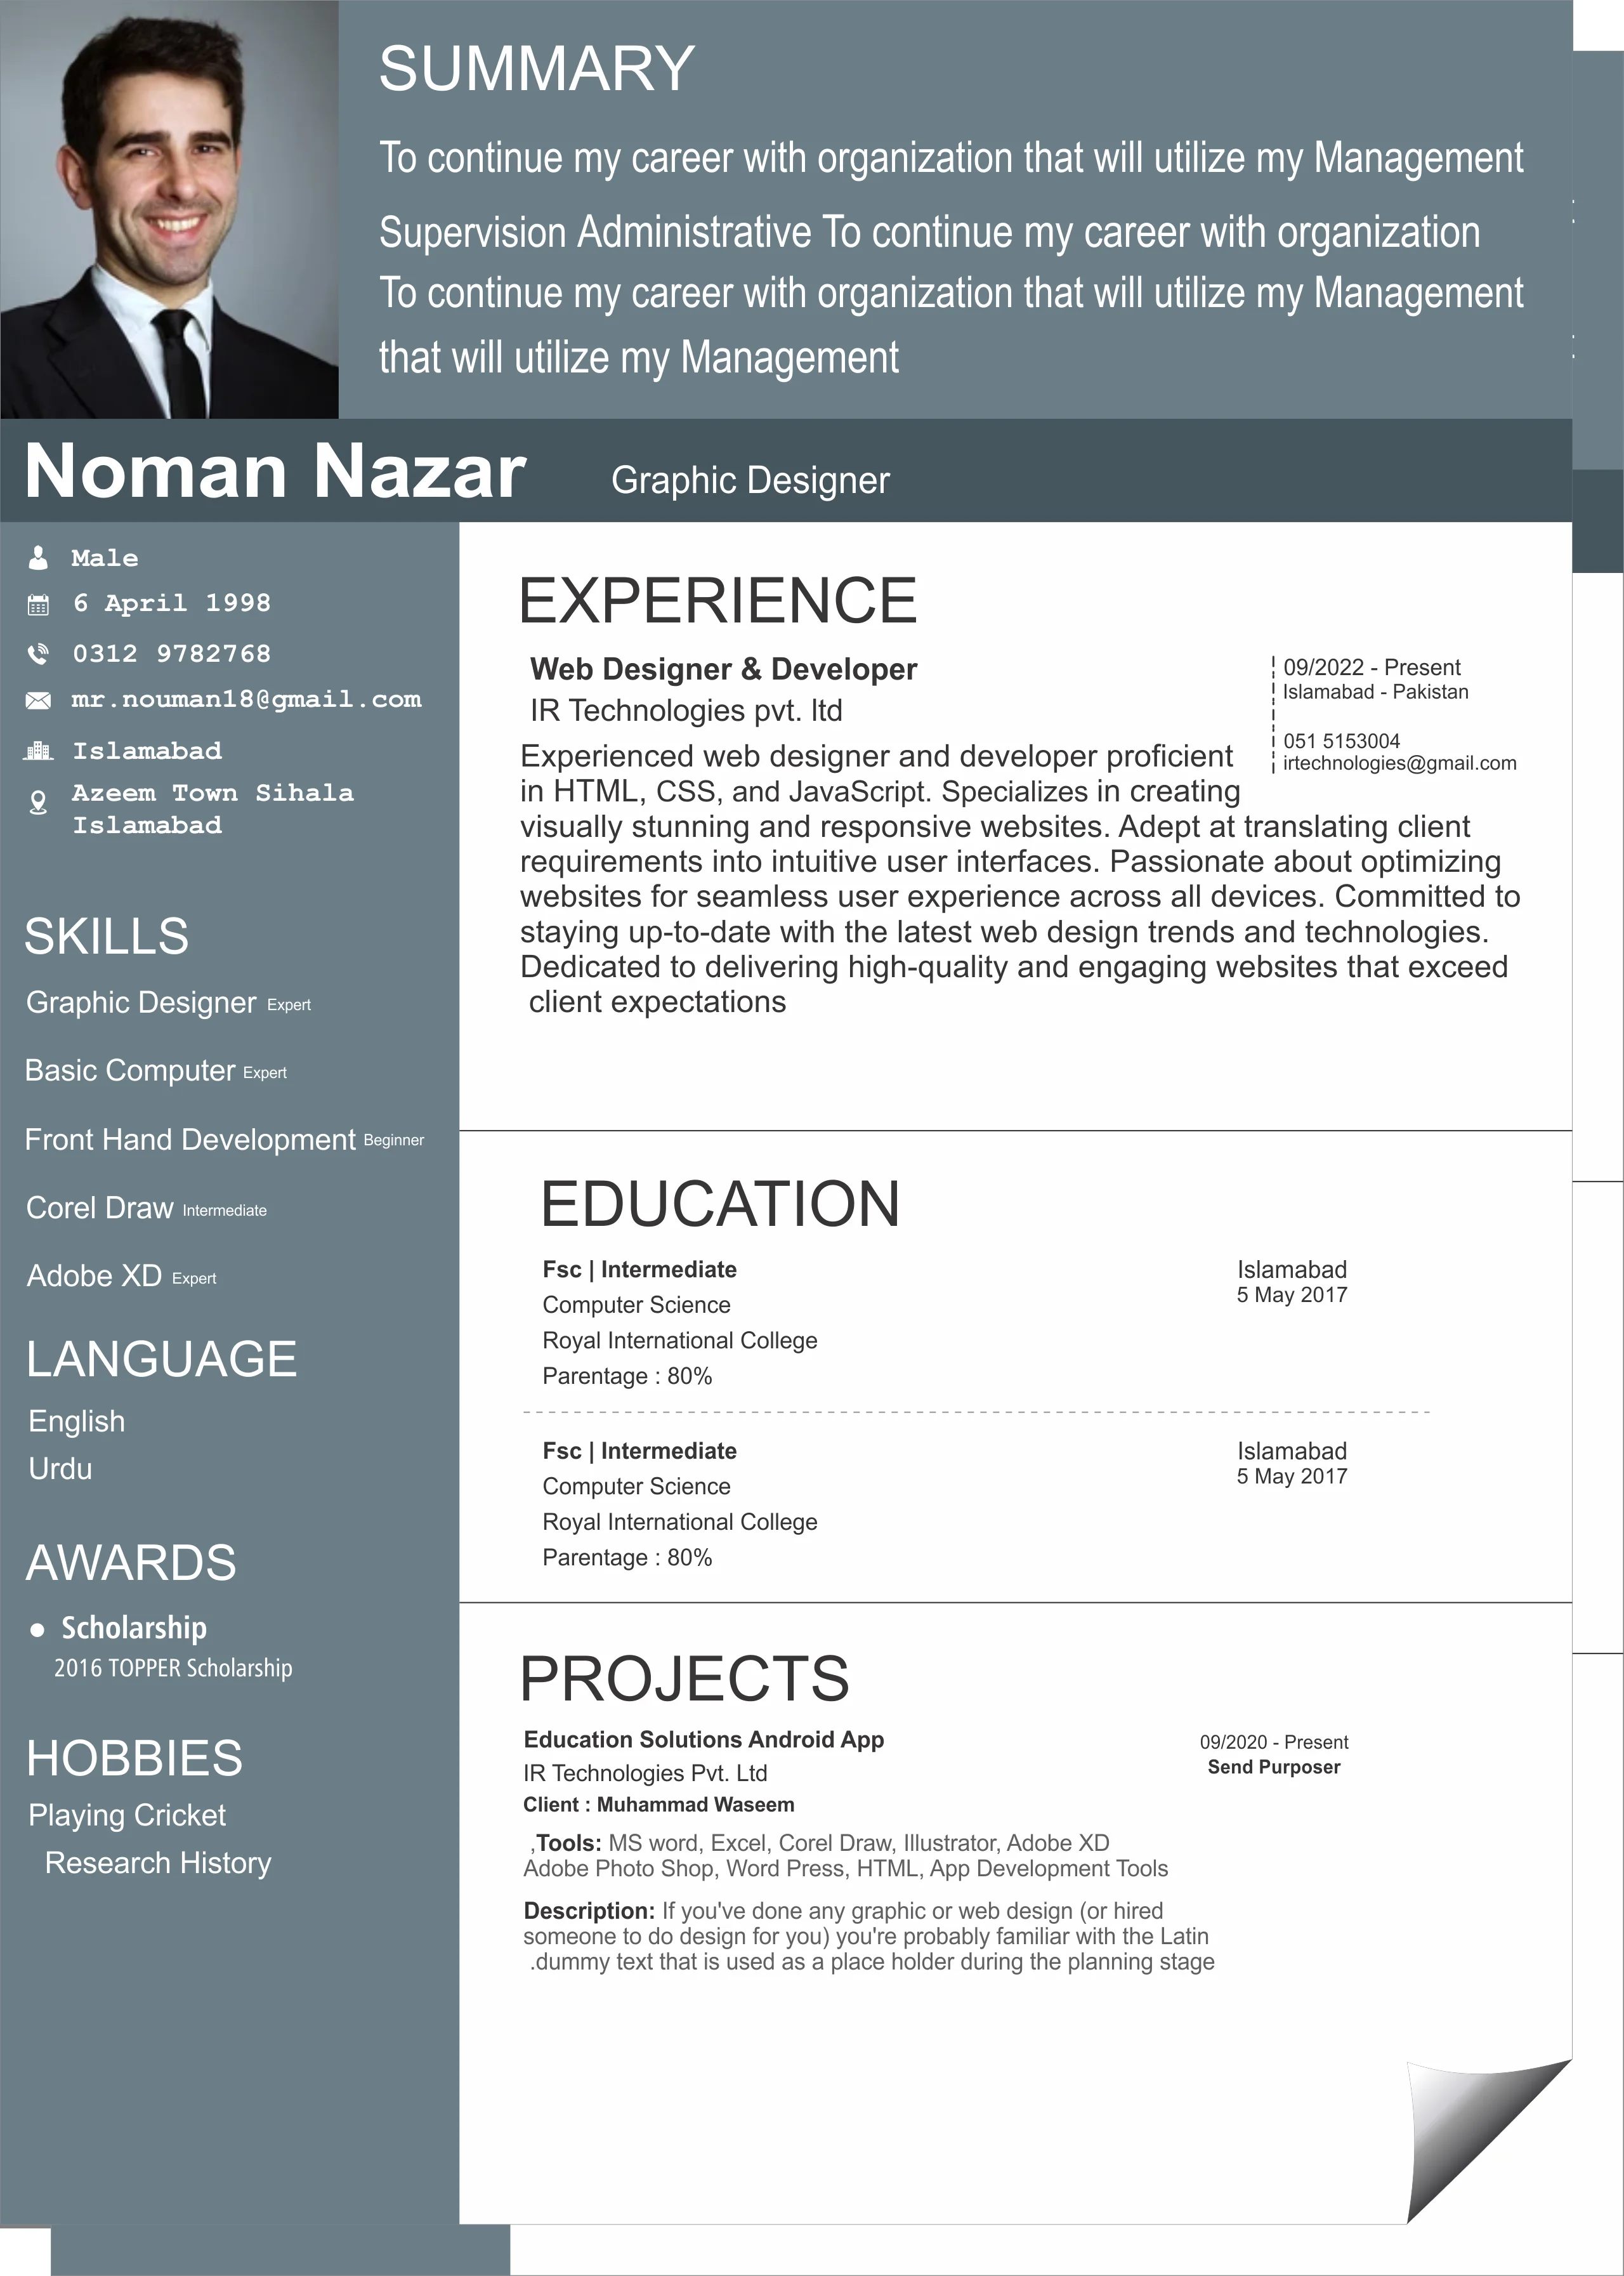 SUMMARY
To continue my career with organization that will utilize my Management
Supervision Administrative To continue my career with organization
To continue my career with organization that will utilize my Management
that will utilize my Management
Noman Nazar
Graphic Designer
Male
6 April 1998
0312 9782768
mr.nouman18@gmail.com
Islamabad
Azeem Town Sihala
Islamabad
SKILLS
Graphic Designer Expert
Basic Computer Expert
Front Hand Development Beginner
Corel Draw Intermediate
Adobe XD Expert
LANGUAGE
English
Urdu
AWARDS
● Scholarship
2016 TOPPER Scholarship
HOBBIES
Playing Cricket
Research History
EXPERIENCE
Web Designer & Developer
IR Technologies pvt. ltd
09/2022 - Present
Islamabad - Pakistan
051 5153004
irtechnologies@gmail.com
Experienced web designer and developer proficient
in HTML, CSS, and JavaScript. Specializes in creating
visually stunning and responsive websites. Adept at translating client
requirements into intuitive user interfaces. Passionate about optimizing
websites for seamless user experience across all devices. Committed to
staying up-to-date with the latest web design trends and technologies.
Dedicated to delivering high-quality and engaging websites that exceed
client expectations
EDUCATION
Fsc | Intermediate
Computer Science
Royal International College
Parentage : 80%
Islamabad
5 May 2017
Fsc | Intermediate
Computer Science
Royal International College
Parentage : 80%
Islamabad
5 May 2017
PROJECTS
Education Solutions Android App
IR Technologies Pvt. Ltd
Client : Muhammad Waseem
09/2020 - Present
Send Purposer
,Tools: MS word, Excel, Corel Draw, Illustrator, Adobe XD
Adobe Photo Shop, Word Press, HTML, App Development Tools
Description: If you've done any graphic or web design (or hired
someone to do design for you) you're probably familiar with the Latin
.dummy text that is used as a place holder during the planning stage